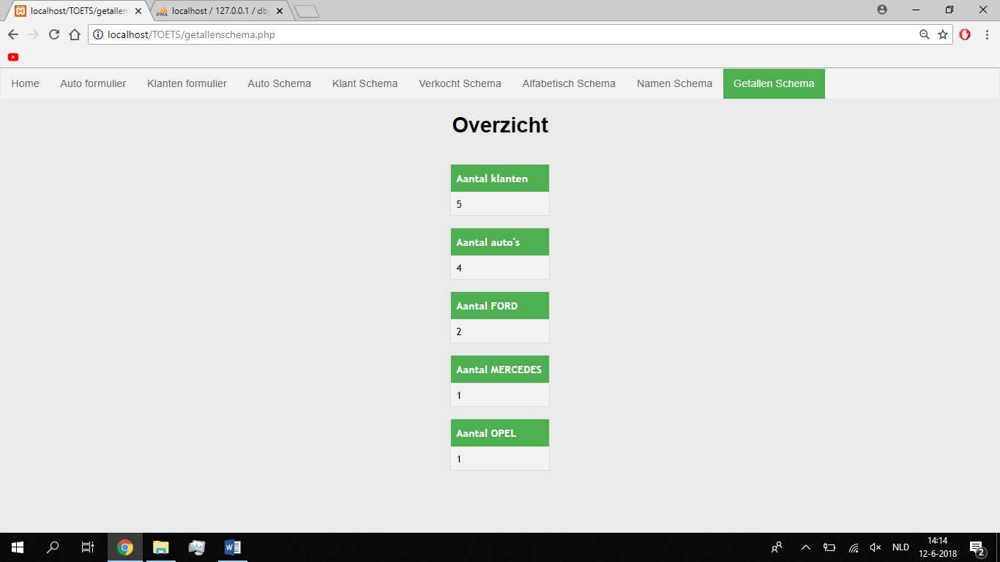 localhost/TOETS/getallen
localhost / 127.0.0.1 / db_
localhost/TOETS/getallenschema.php
Home Auto formulier Klanten formulier Auto Schema Klant Schema Verkocht Schema Alfabetisch Schema Namen Schema Getallen Schema
Overzicht
Aantal klanten
5
Aantal auto's
4
Aantal FORD
2
Aantal MERCEDES
1
Aantal OPEL
1
NLD
14:14
12-6-2018
2